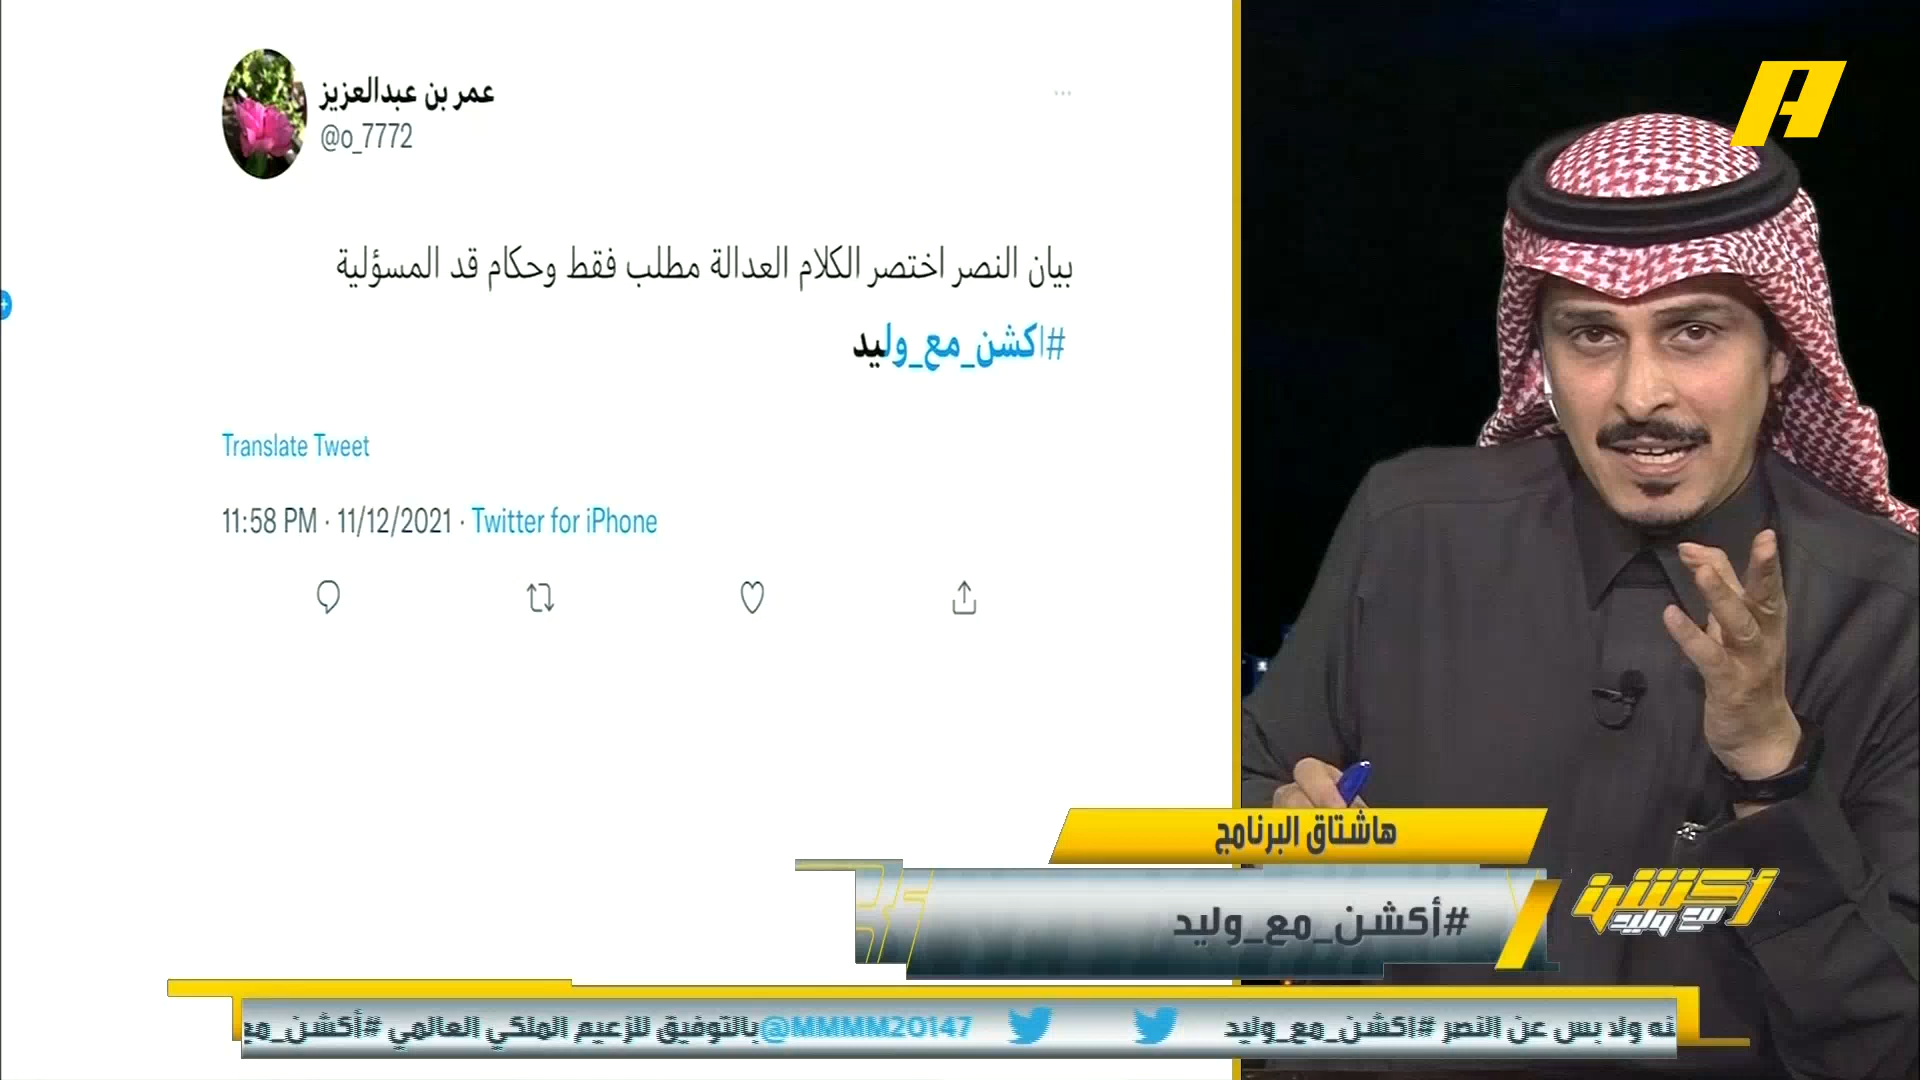 عمر بن عبدالعزيز
@o_7772
بيان النصر اختصر الكلام العدالة مطلب فقط وحكام قد المسؤلية
#اكشن_مع_وليد
Translate Tweet
11:58 PM · 11/12/2021 · Twitter for iPhone
هاشتاق البرنامج
#أكشن_مع_وليد
أكشن
مع وليد
ولا بس عن النصر #اكشن_مع_وليد
@MMMM20147 بالتوفيق للزعيم الملكي العالمي #أكشن_مع